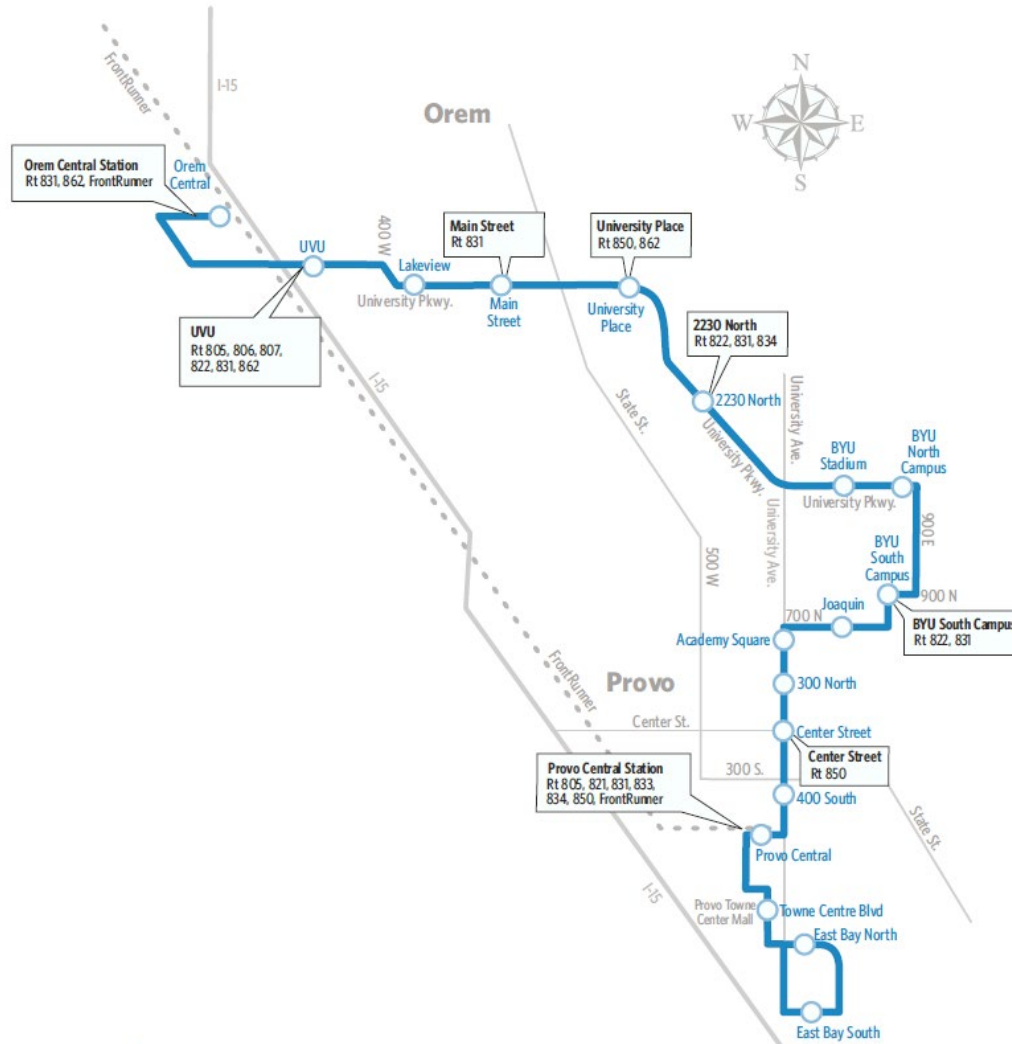 FrontRunner
I-15
N
W
E
S
Orem
Orem Central Station
Rt 831, 862, FrontRunner
Orem
Central
UVU
400 W
Lakeview
University Pkwy.
Main Street
Rt 831
Main
Street
University Place
Rt 850, 862
University
Place
UVU
Rt 805, 806, 807,
822, 831, 862
I-15
2230 North
Rt 822, 831, 834
2230 North
State St.
University Pkwy.
University Ave.
BYU
Stadium
BYU
North
Campus
University Pkwy.
University Ave.
900 E
500 W
BYU
South
Campus
900 N
700 N
Joaquin
BYU South Campus
Rt 822, 831
Academy Square
FrontRunner
Provo
300 North
Center St.
Center Street
Center Street
Rt 850
Provo Central Station
Rt 805, 821, 831, 833,
834, 850, FrontRunner
300 S.
400 South
State St.
Provo Central
I-15
Provo Towne
Center Mall
Towne Centre Blvd
East Bay North
East Bay South